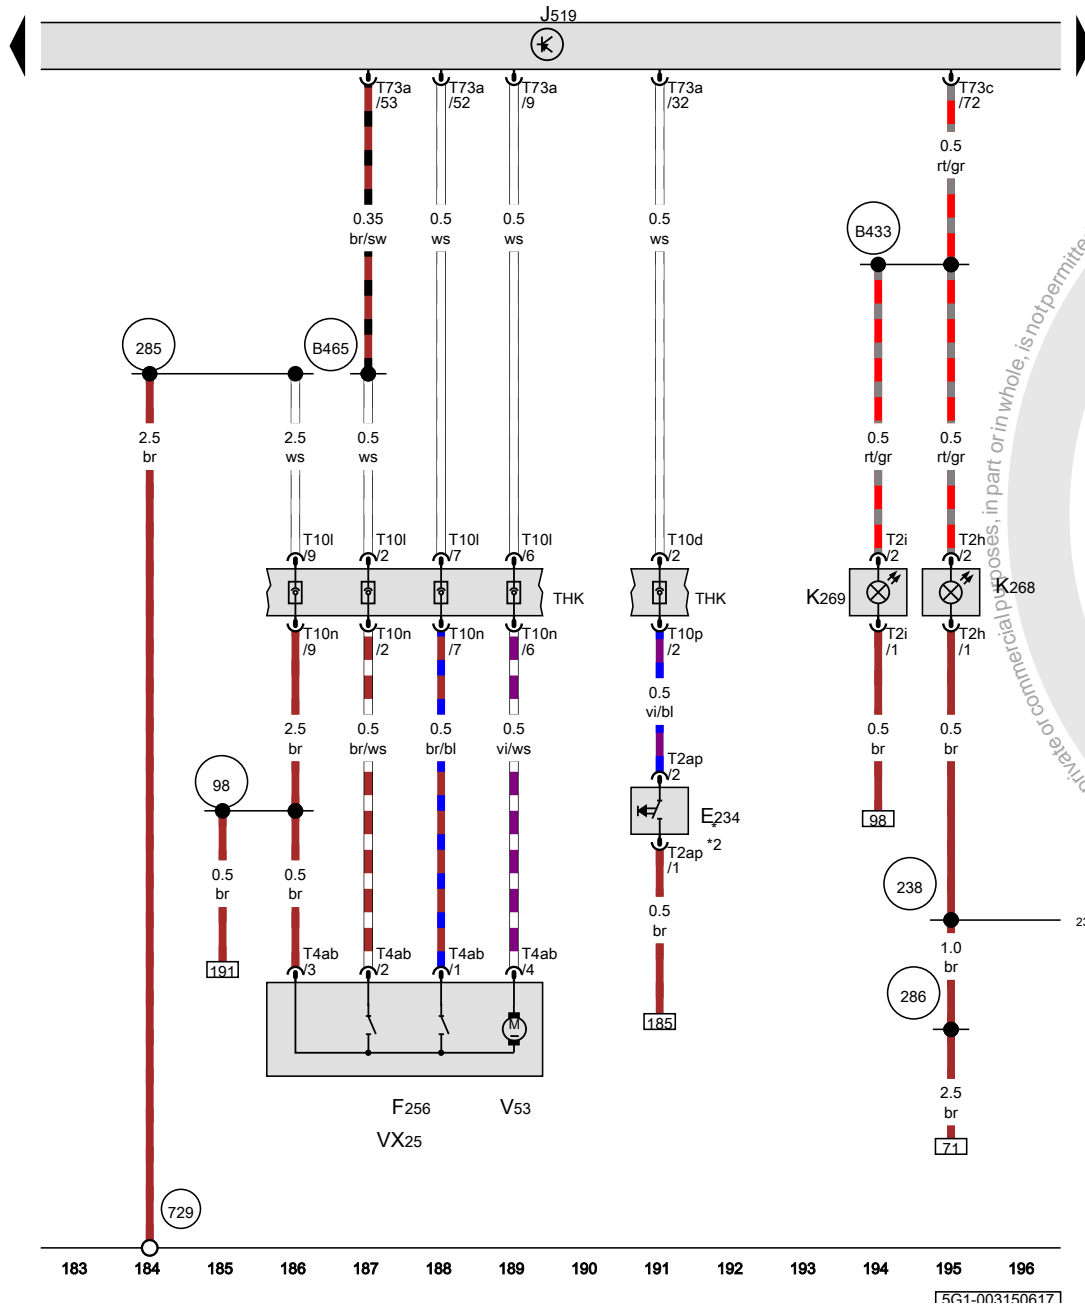 J519
T73a
/53
T73a
/52
T73a
/9
T73a
/32
T73c
/72
0.5
rt/gr
0.35
br/sw
0.5
ws
0.5
ws
0.5
ws
B433
285
B465
2.5
br
2.5
ws
0.5
ws
0.5
rt/gr
0.5
rt/gr
T10l
/9
T10l
/2
T10l
/7
T10l
/6
T10d
/2
T2i
/2
T2h
/2
THK
THK
K269
K268
T10n
/9
T10n
/2
T10n
/7
T10n
/6
T10p
/2
T2i
/1
T2h
/1
0.5
vi/bl
2.5
br
0.5
br/ws
0.5
br/bl
0.5
vi/ws
0.5
br
0.5
br
T2ap
/2
98
E234
*
*2
98
T2ap
/1
0.5
br
0.5
br
0.5
br
238
1.0
br
T4ab
/3
T4ab
/2
T4ab
/1
T4ab
/4
191
286
M
185
F256
V53
VX25
2.5
br
71
729
183 184 185 186 187 188 189 190 191 192 193 194 195 196
5G1-003150617
private or commercial purposes, in part or in whole, is not permitte